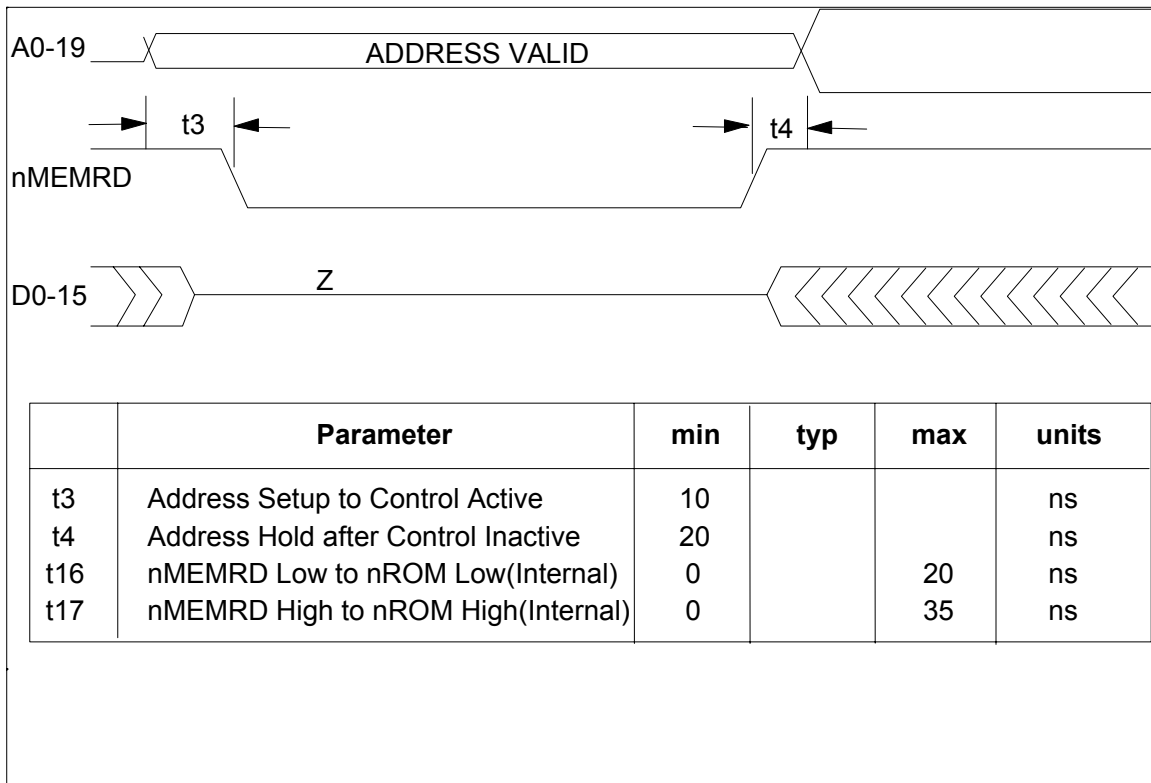 A0-19
ADDRESS VALID
t3
t4
nMEMRD
D0-15
Z
Parameter min typ max units
t3 Address Setup to Control Active 10 ns
t4 Address Hold after Control Inactive 20 ns
t16 nMEMRD Low to nROM Low(Internal) 0 20 ns
t17 nMEMRD High to nROM High(Internal) 0 35 ns